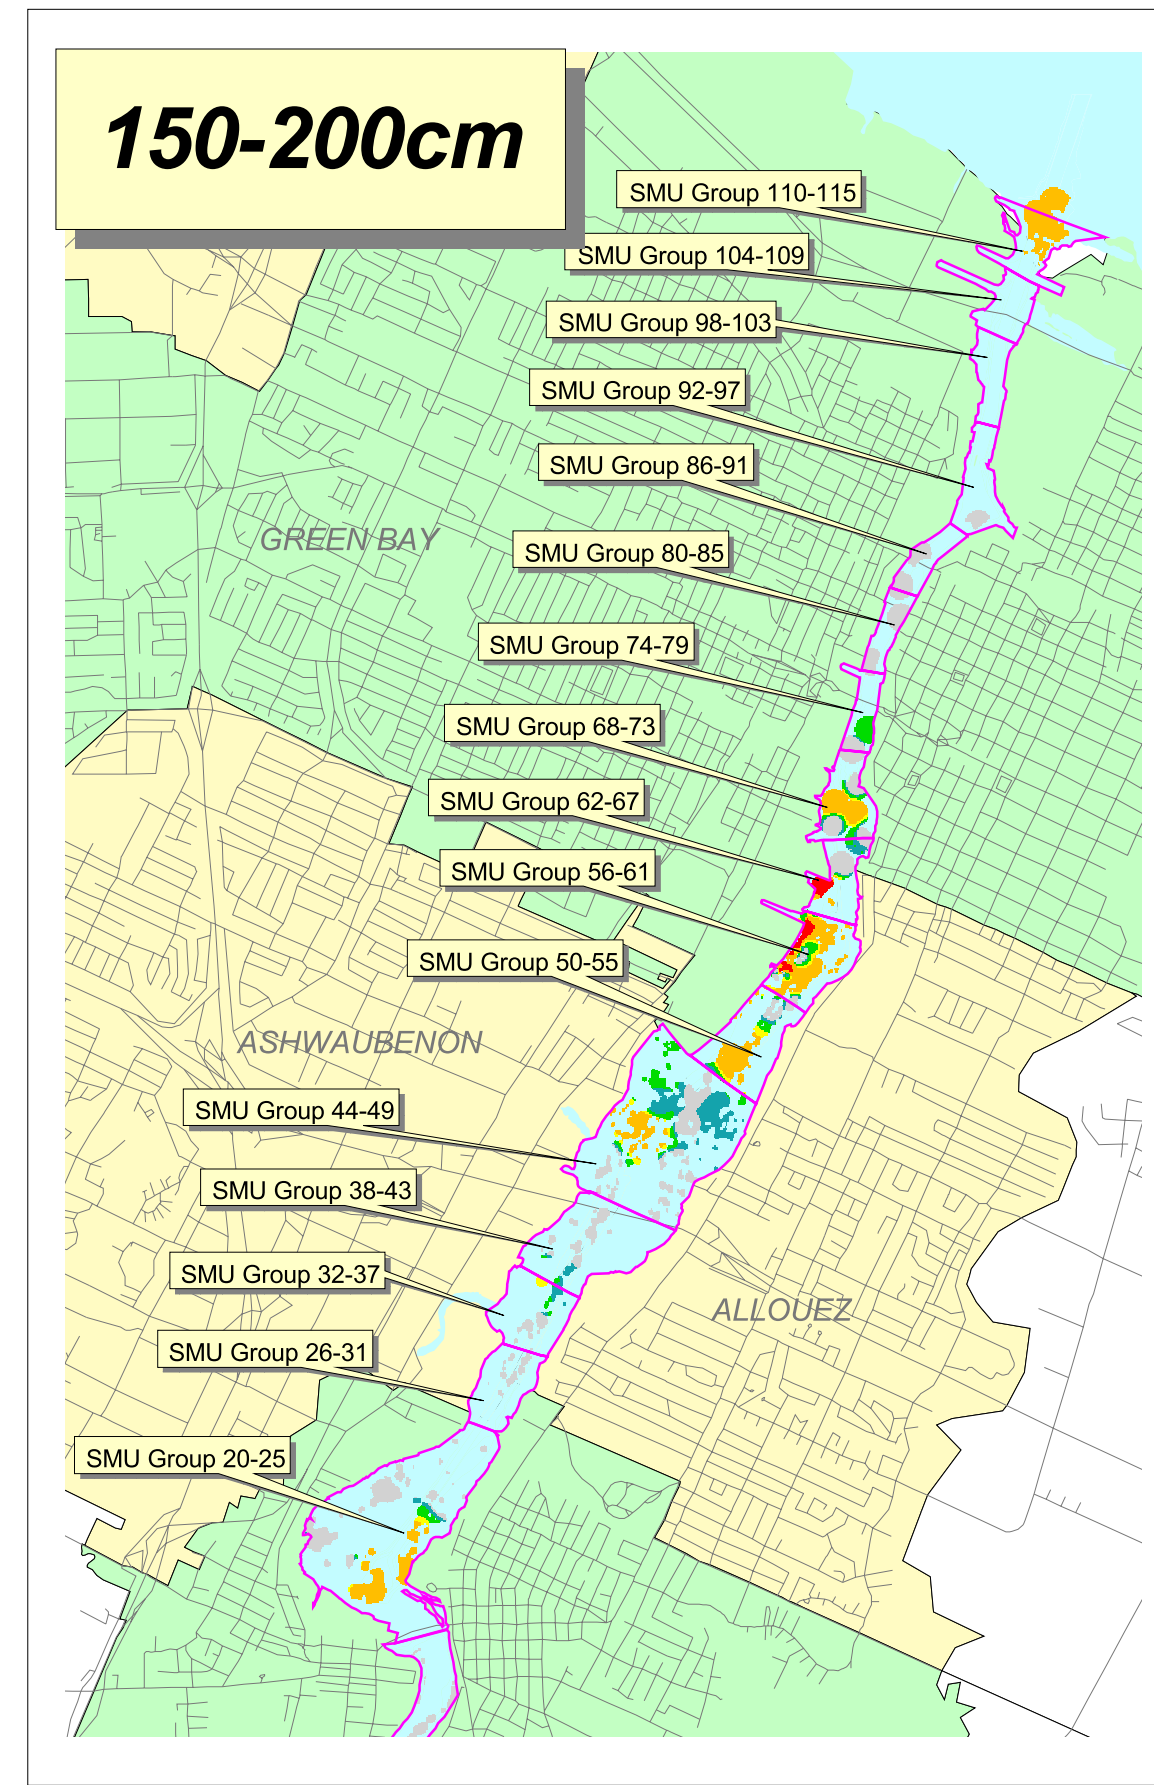 150-200cm
SMU Group 110-115
SMU Group 104-109
SMU Group 98-103
SMU Group 92-97
SMU Group 86-91
GREEN BAY
SMU Group 80-85
SMU Group 74-79
SMU Group 68-73
SMU Group 62-67
SMU Group 56-61
SMU Group 50-55
ASHWAUBENON
SMU Group 44-49
SMU Group 38-43
SMU Group 32-37
ALLOUEZ
SMU Group 26-31
SMU Group 20-25